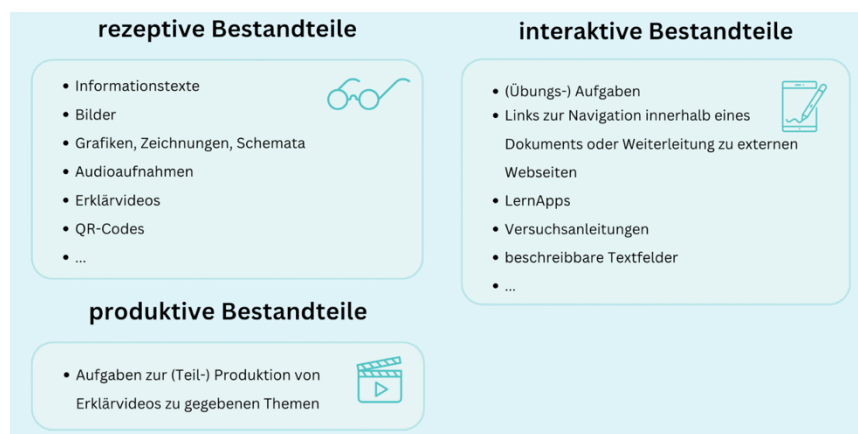 rezeptive Bestandteile
• Informationstexte
• Bilder
• Grafiken, Zeichnungen, Schemata
• Audioaufnahmen
• Erklärvideos
• QR-Codes
• ...
interaktive Bestandteile
• (Übungs-) Aufgaben
• Links zur Navigation innerhalb eines
Dokuments oder Weiterleitung zu externen
Webseiten
• LernApps
• Versuchsanleitungen
• beschreibbare Textfelder
• ...
produktive Bestandteile
• Aufgaben zur (Teil-) Produktion von
Erklärvideos zu gegebenen Themen